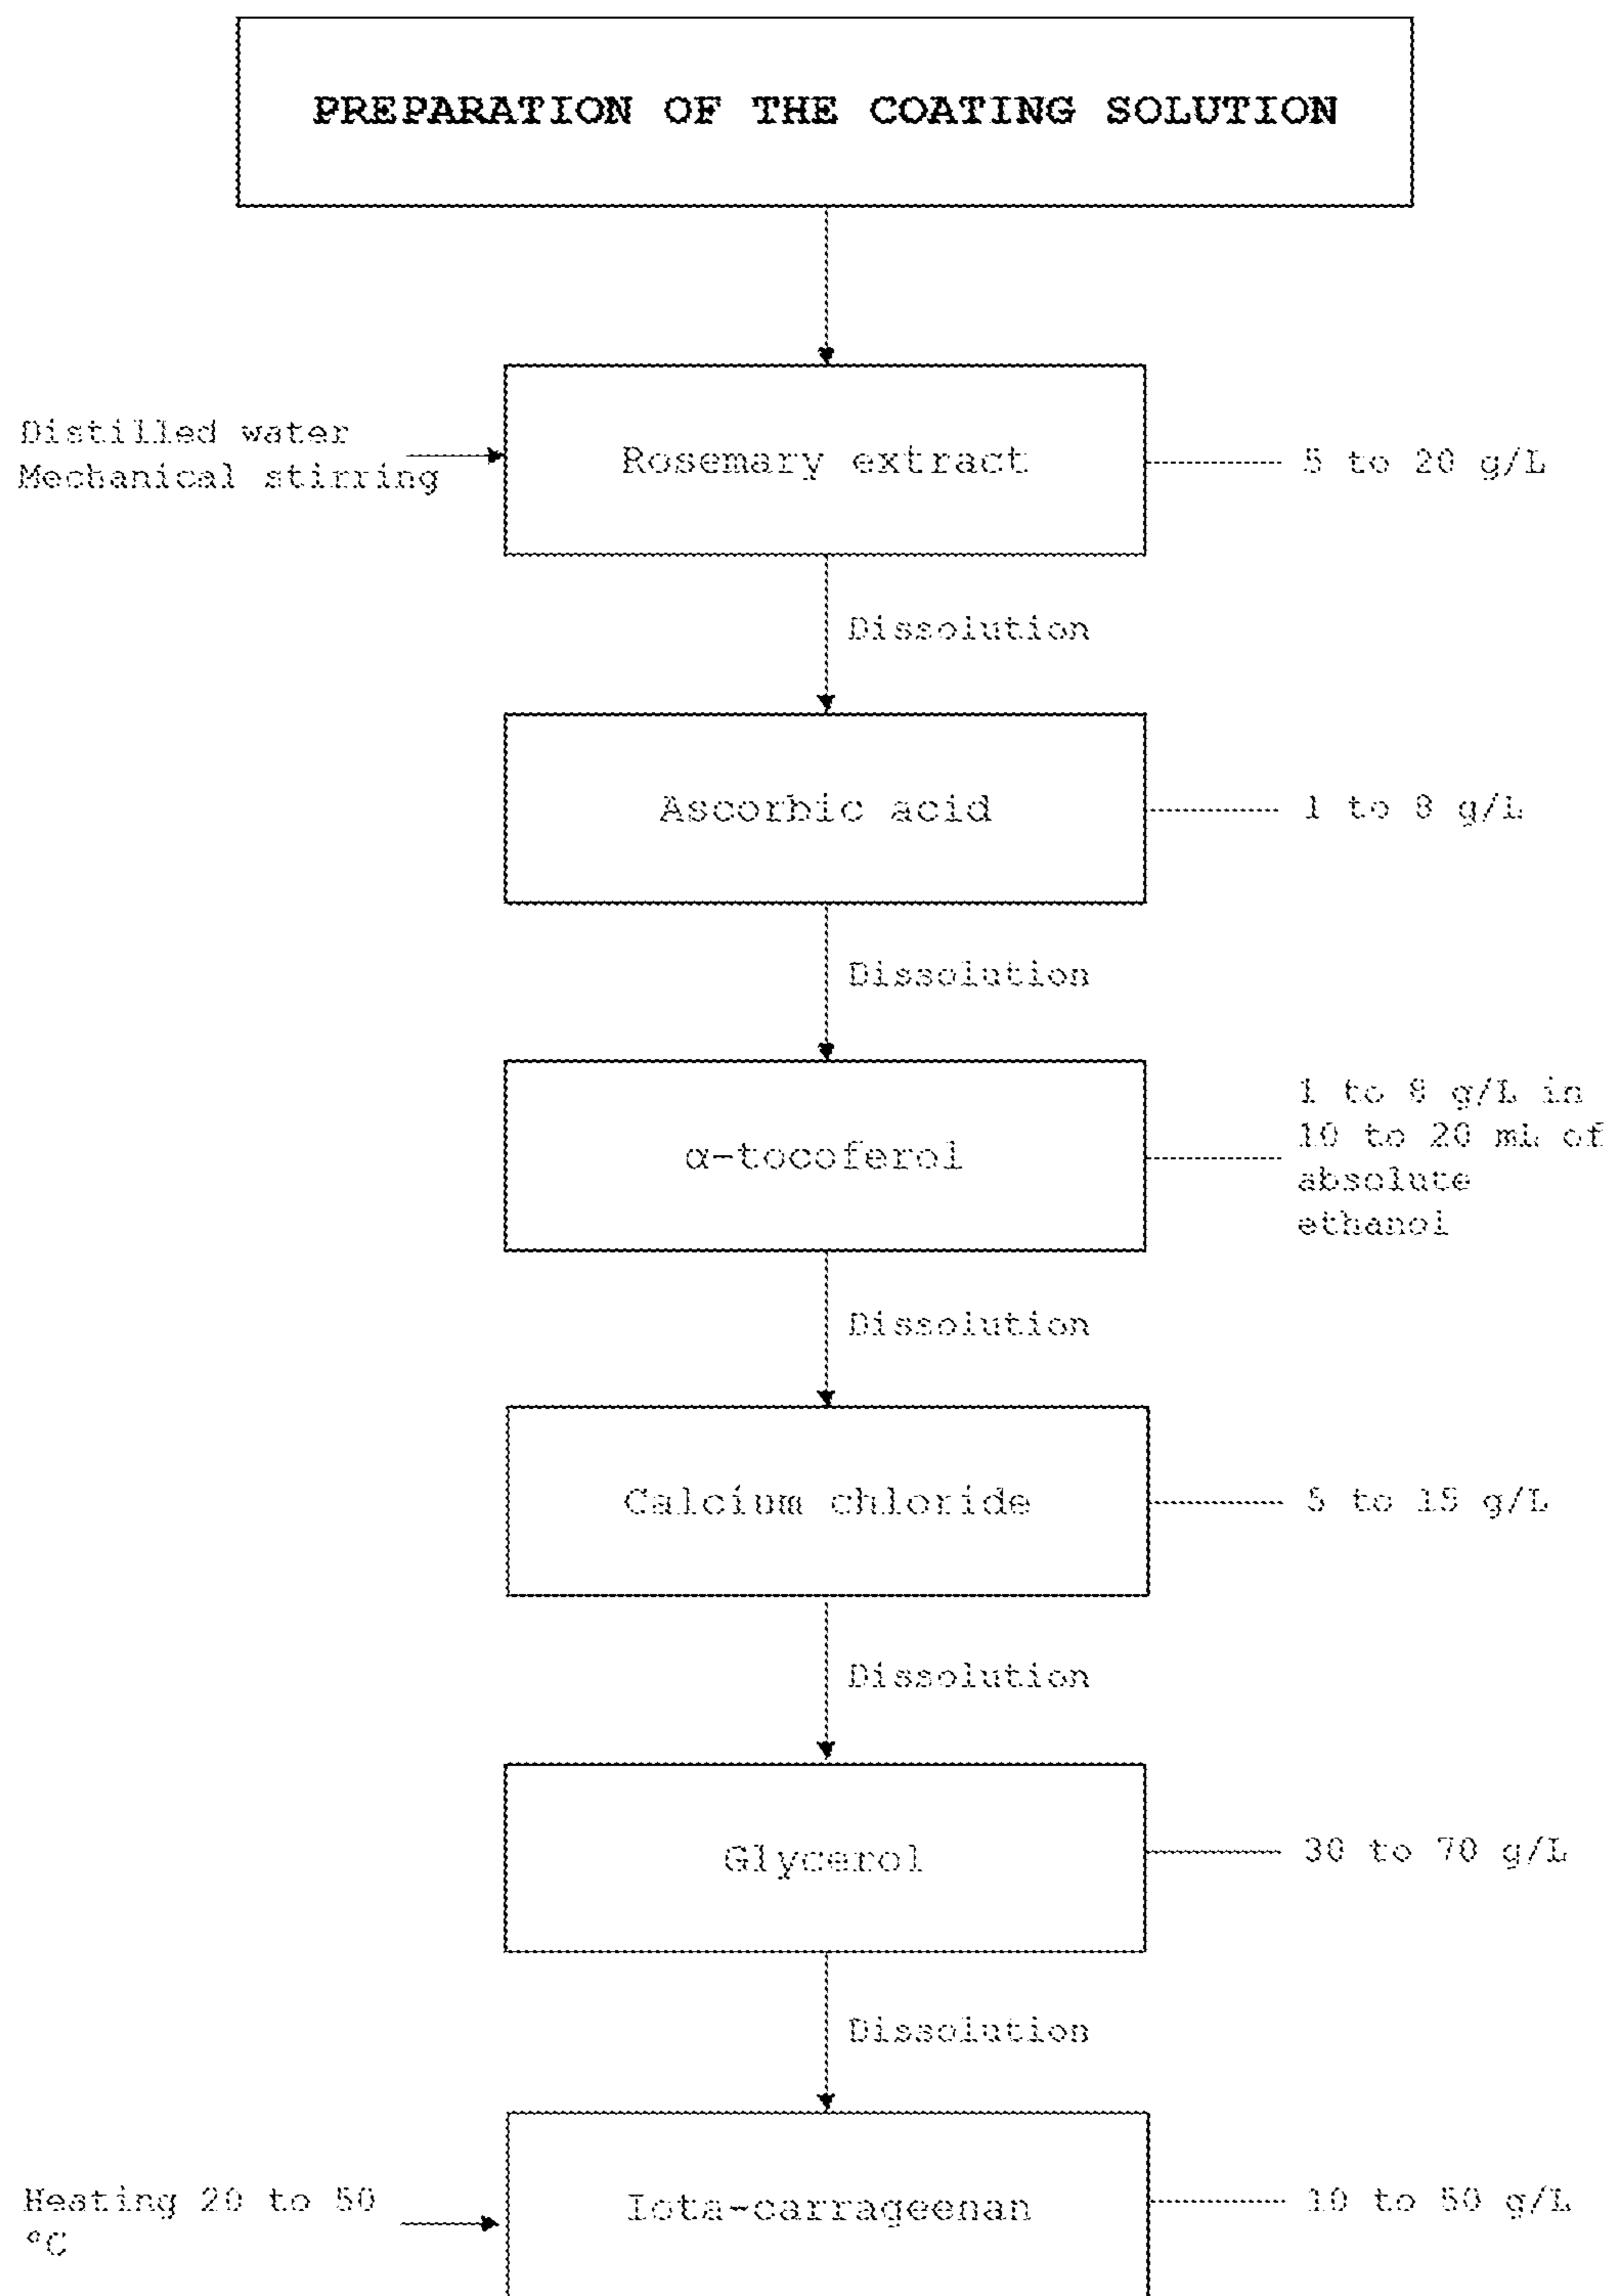 PREPARATION OF THE COATING SOLUTION
Distilled water
Mechanical stirring
Rosemary extract
5 to 20 g/L
Dissolution
Ascorbic acid
1 to 8 g/L
Dissolution
α-tocoferol
1 to 8 g/L in
10 to 20 mL of
absolute
ethanol
Dissolution
Calcium chloride
5 to 15 g/L
Dissolution
Glycerol
30 to 70 g/L
Dissolution
Heating 20 to 50
°C
Iota-carrageenan
10 to 50 g/L